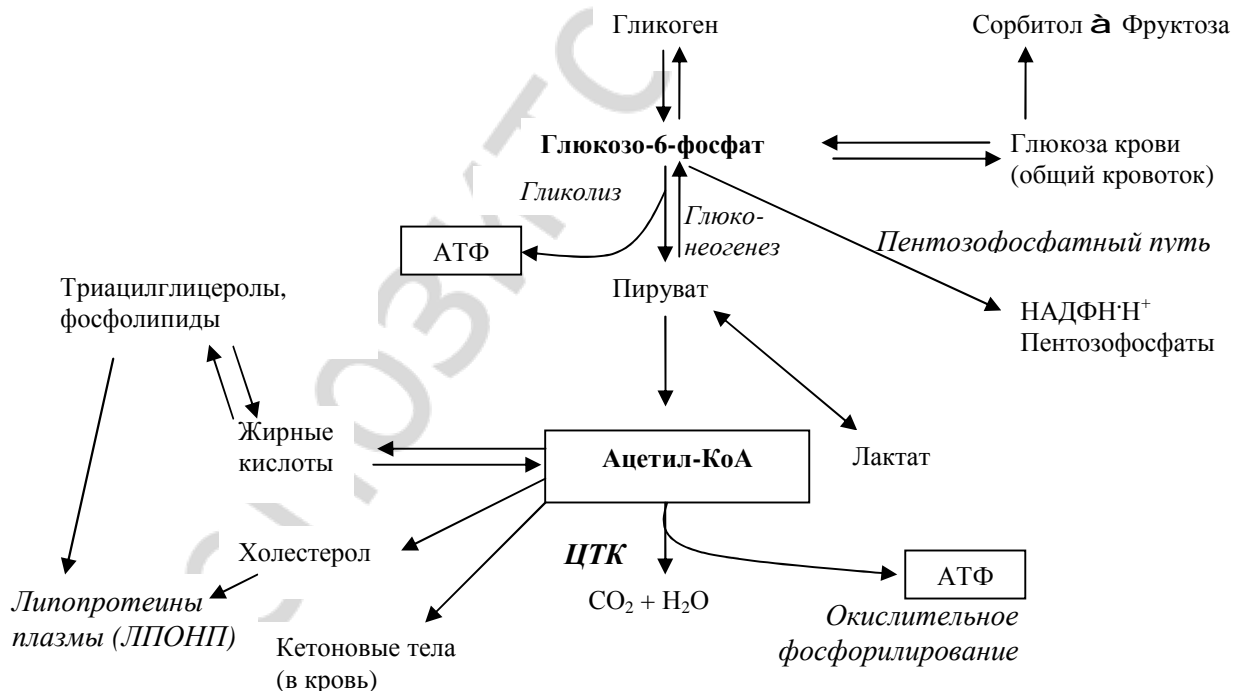 Гликоген
Сорбитол à Фруктоза
Глюкозо-6-фосфат
Глюкоза крови
(общий кровоток)
Гликолиз
Глюко-
неогенез
АТФ
Пентозофосфатный путь
Триацилглицеролы,
фосфолипиды
Пируват
НАДФН·Н⁺
Пентозофосфаты
Жирные
кислоты
Ацетил-КоА
Лактат
Холестерол
ЦТК
АТФ
CO₂ + H₂O
Липопротеины
плазмы (ЛПОНП)
Окислительное
фосфорилирование
Кетоновые тела
(в кровь)